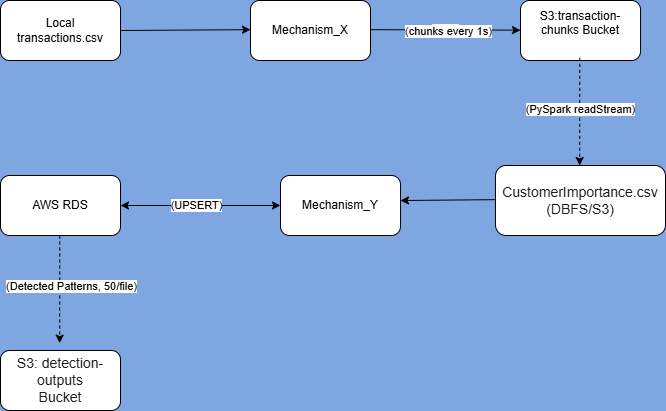 Local
transactions.csv
Mechanism_X
(chunks every 1s)
S3:transaction-
chunks Bucket
(PySpark readStream)
CustomerImportance.csv
(DBFS/S3)
Mechanism_Y
(UPSERT)
AWS RDS
(Detected Patterns, 50/file)
S3: detection-
outputs
Bucket